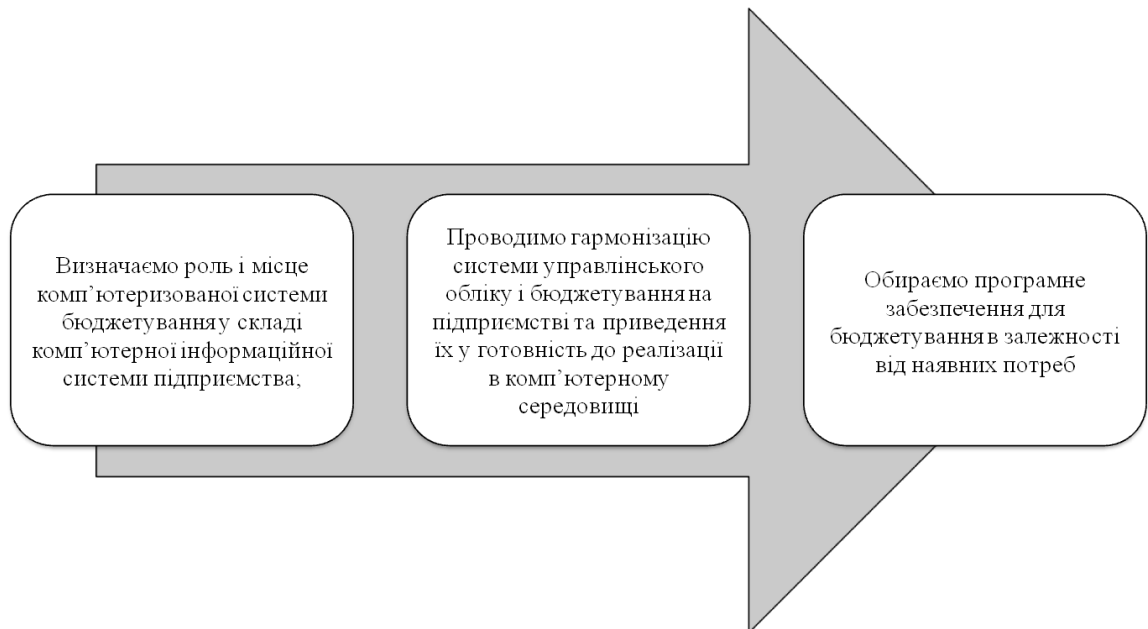 Визначаємо роль і місце
комп’ютеризованої системи
бюджетування у складі
комп’ютерної інформаційної
системи підприємства;
Проводимо гармонізацію
системи управлінського
обліку і бюджетування на
підприємстві та приведення
їх у готовність до реалізації
в комп’ютерному
середовищі
Обираємо програмне
забезпечення для
бюджетування в залежності
від наявних потреб